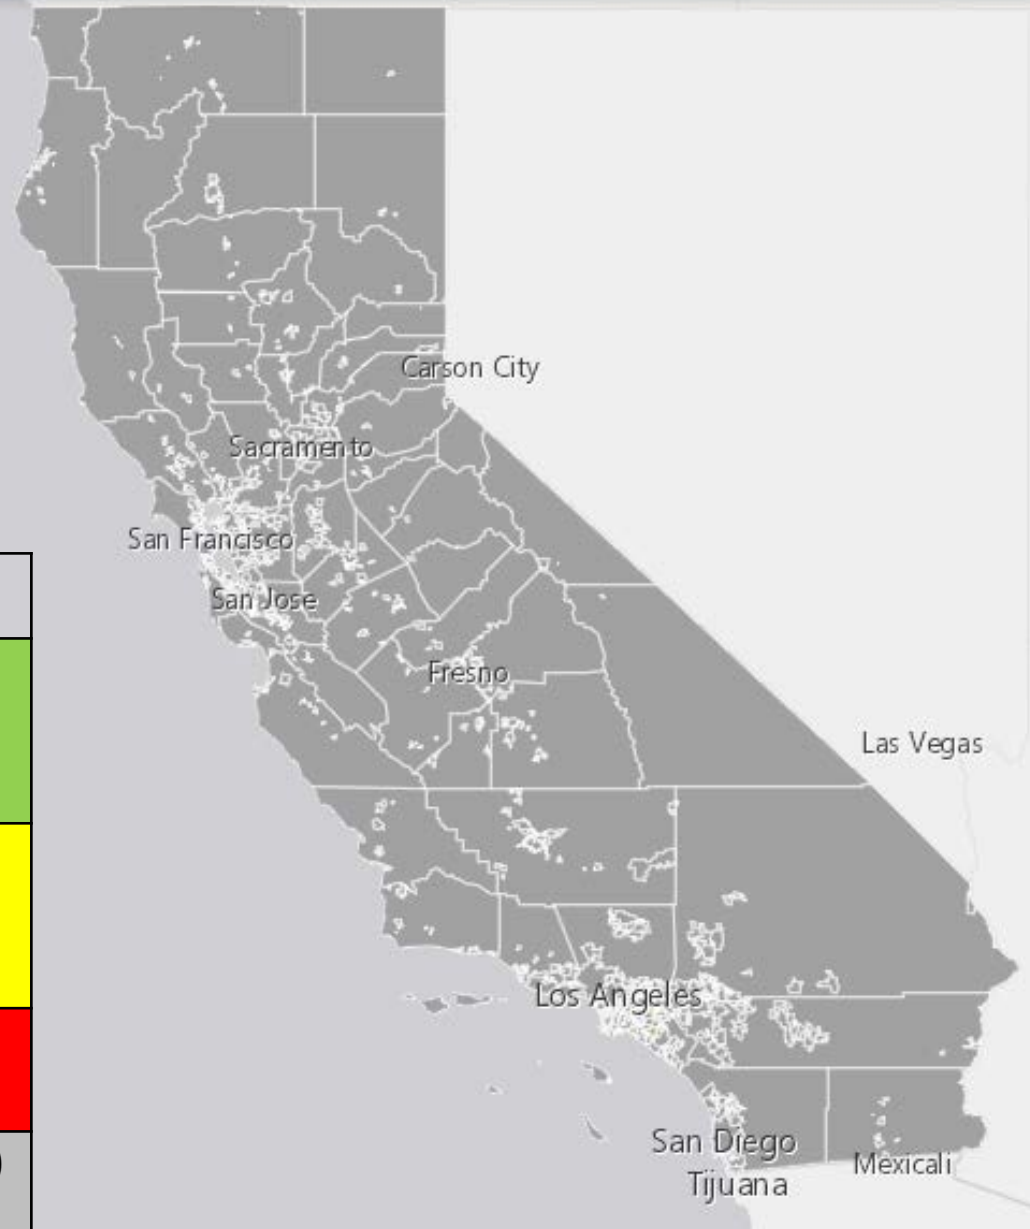 Carson City
Sacramento
San Francisco
San Jose
Fresno
Las Vegas
Los Angeles
San Diego
)
Mexicali
Tijuana